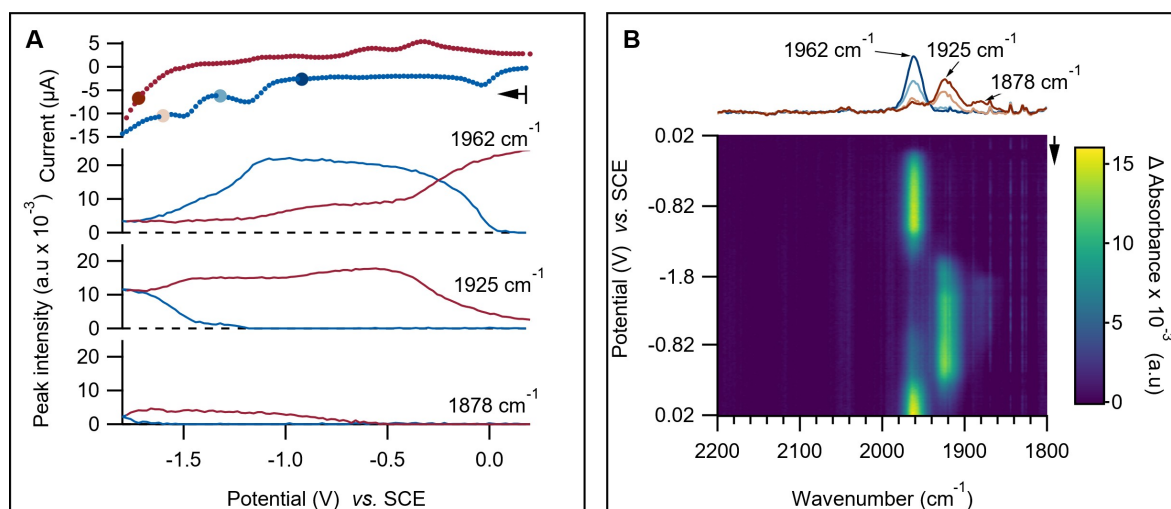 A
5
0
-5
-10
-15
Current (µA)
1962 cm⁻¹
20
10
0
1925 cm⁻¹
20
10
0
1878 cm⁻¹
20
10
0
Peak intensity (a.u x 10⁻³)
-1.5 -1.0 -0.5 0.0
Potential (V) vs. SCE
B
1962 cm⁻¹ 1925 cm⁻¹
1878 cm⁻¹
0.02
-0.82
-1.8
-0.82
0.02
Potential (V) vs. SCE
2200 2100 2000 1900 1800
Wavenumber (cm⁻¹)
15
10
5
0
Δ Absorbance x 10⁻³ (a.u)